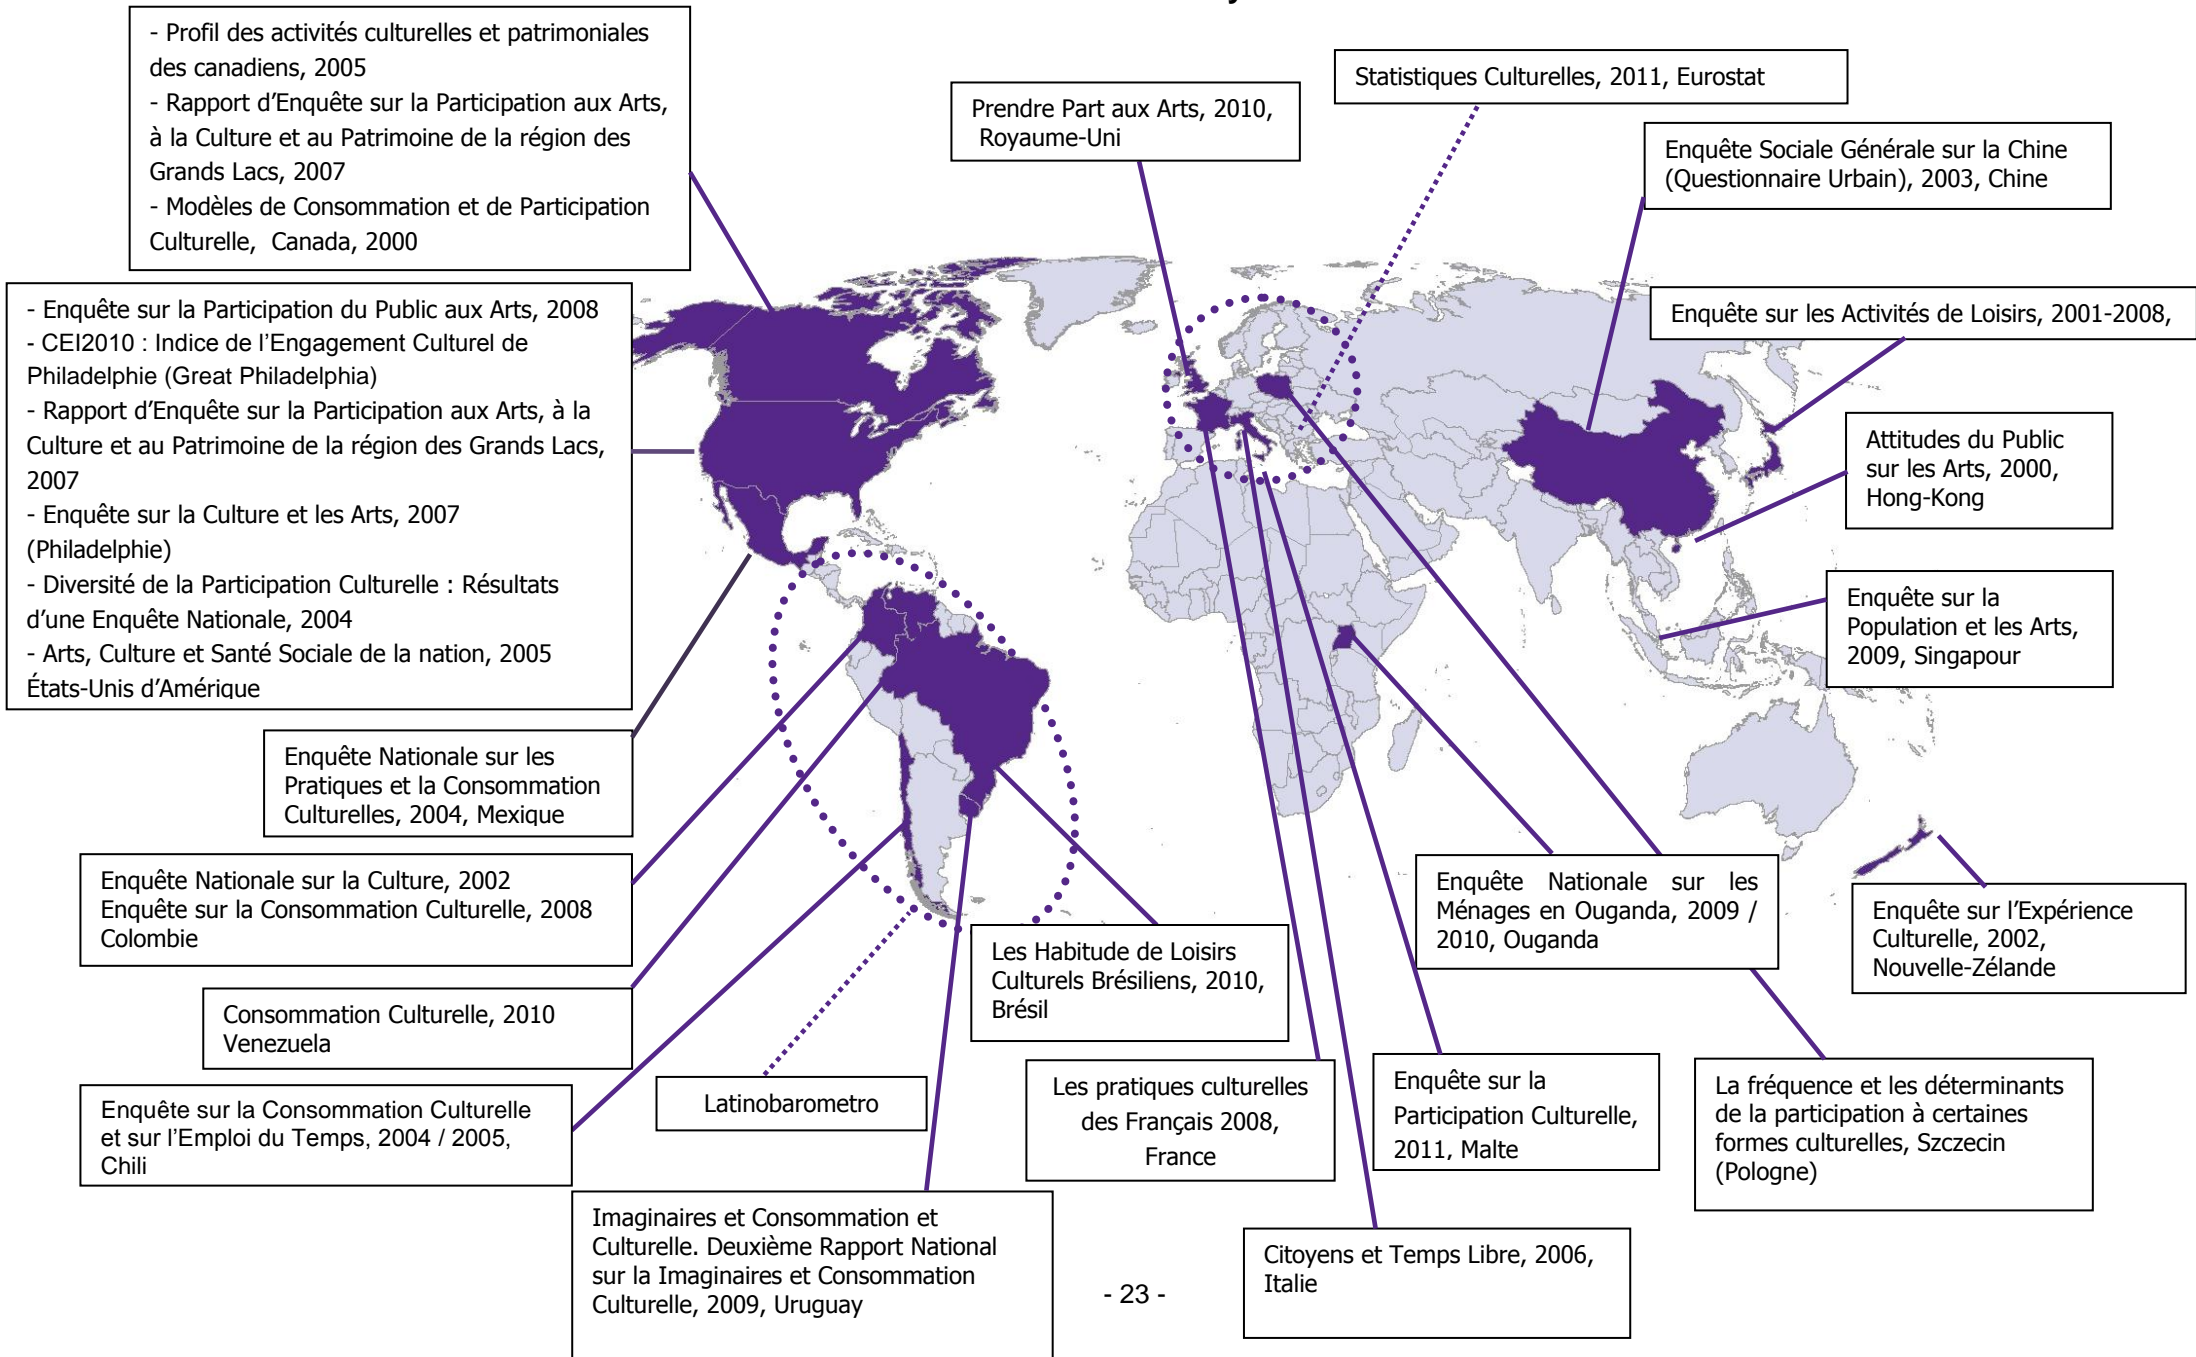 - Profil des activités culturelles et patrimoniales
des canadiens, 2005
- Rapport d'Enquête sur la Participation aux Arts,
à la Culture et au Patrimoine de la région des
Grands Lacs, 2007
- Modèles de Consommation et de Participation
Culturelle, Canada, 2000
Prendre Part aux Arts, 2010,
Royaume-Uni
Statistiques Culturelles, 2011, Eurostat
Enquête Sociale Générale sur la Chine
(Questionnaire Urbain), 2003, Chine
- Enquête sur la Participation du Public aux Arts, 2008
- CEI2010 : Indice de l'Engagement Culturel de
Philadelphie (Great Philadelphia)
- Rapport d'Enquête sur la Participation aux Arts, à la
Culture et au Patrimoine de la région des Grands Lacs,
2007
- Enquête sur la Culture et les Arts, 2007
(Philadelphie)
- Diversité de la Participation Culturelle : Résultats
d'une Enquête Nationale, 2004
- Arts, Culture et Santé Sociale de la nation, 2005
États-Unis d'Amérique
Enquête sur les Activités de Loisirs, 2001-2008,
Attitudes du Public
sur les Arts, 2000,
Hong-Kong
Enquête sur la
Population et les Arts,
2009, Singapour
Enquête Nationale sur les
Pratiques et la Consommation
Culturelles, 2004, Mexique
Enquête Nationale sur la Culture, 2002
Enquête sur la Consommation Culturelle, 2008
Colombie
Enquête Nationale sur les
Ménages en Ouganda, 2009 /
2010, Ouganda
Enquête sur l'Expérience
Culturelle, 2002,
Nouvelle-Zélande
Les Habitude de Loisirs
Culturels Brésiliens, 2010,
Brésil
Consommation Culturelle, 2010
Venezuela
Enquête sur la Consommation Culturelle
et sur l'Emploi du Temps, 2004 / 2005,
Chili
Latinobarometro
Les pratiques culturelles
des Français 2008,
France
Enquête sur la
Participation Culturelle,
2011, Malte
La fréquence et les déterminants
de la participation à certaines
formes culturelles, Szczecin
(Pologne)
Imaginaires et Consommation et
Culturelle. Deuxième Rapport National
sur la Imaginaires et Consommation
Culturelle, 2009, Uruguay
Citoyens et Temps Libre, 2006,
Italie
- 23 -